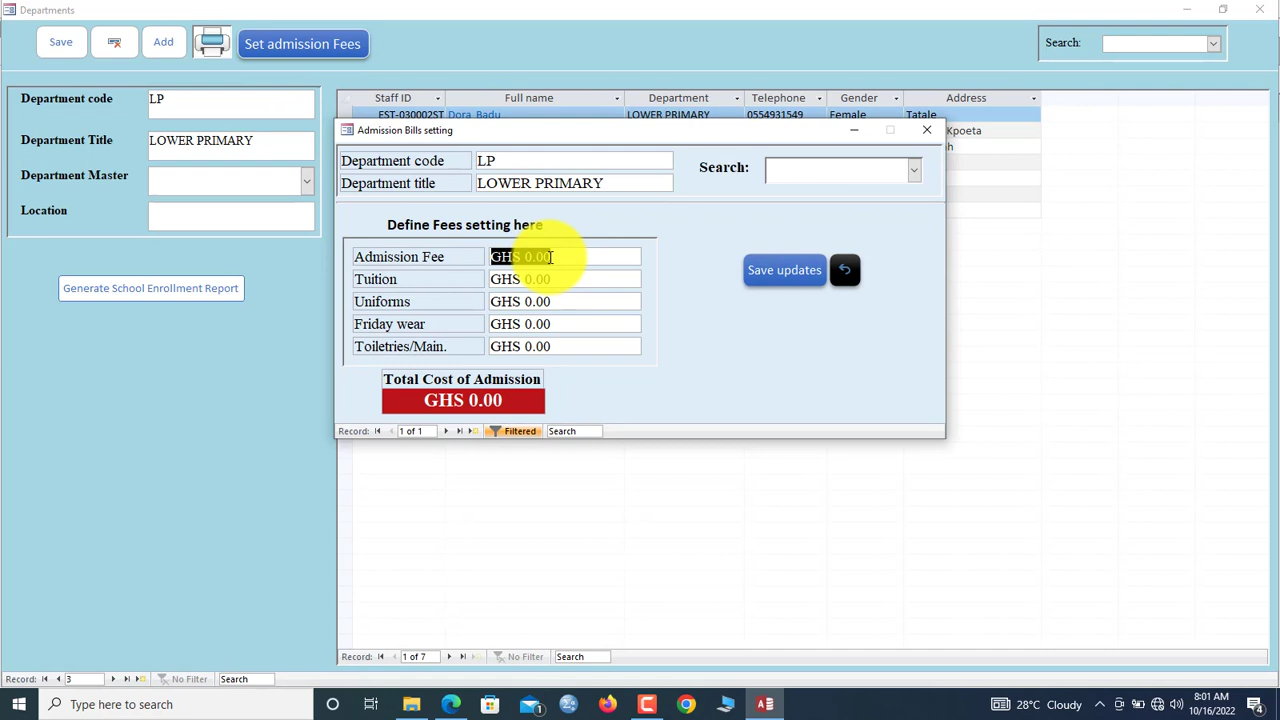 Departments
Save
Add
Set admission Fees
Search:
Department code LP
Department Title LOWER PRIMARY
Department Master
Location
Generate School Enrollment Report
Staff ID Full name Department Telephone Gender Address
EST-030002ST Dora Badu LOWER PRIMARY 0554931549 Female Tatale
Kpoeta
Admission Bills setting
Department code LP
Department title LOWER PRIMARY
Search:
Define Fees setting here
Admission Fee GHS 0.00
Tuition GHS 0.00
Uniforms GHS 0.00
Friday wear GHS 0.00
Toiletries/Main. GHS 0.00
Save updates
Total Cost of Admission
GHS 0.00
Record: 1 of 1 Filtered Search
Record: 1 of 7 No Filter Search
Record: 3 No Filter Search
Type here to search
1
28°C Cloudy
8:01 AM
10/16/2022
4